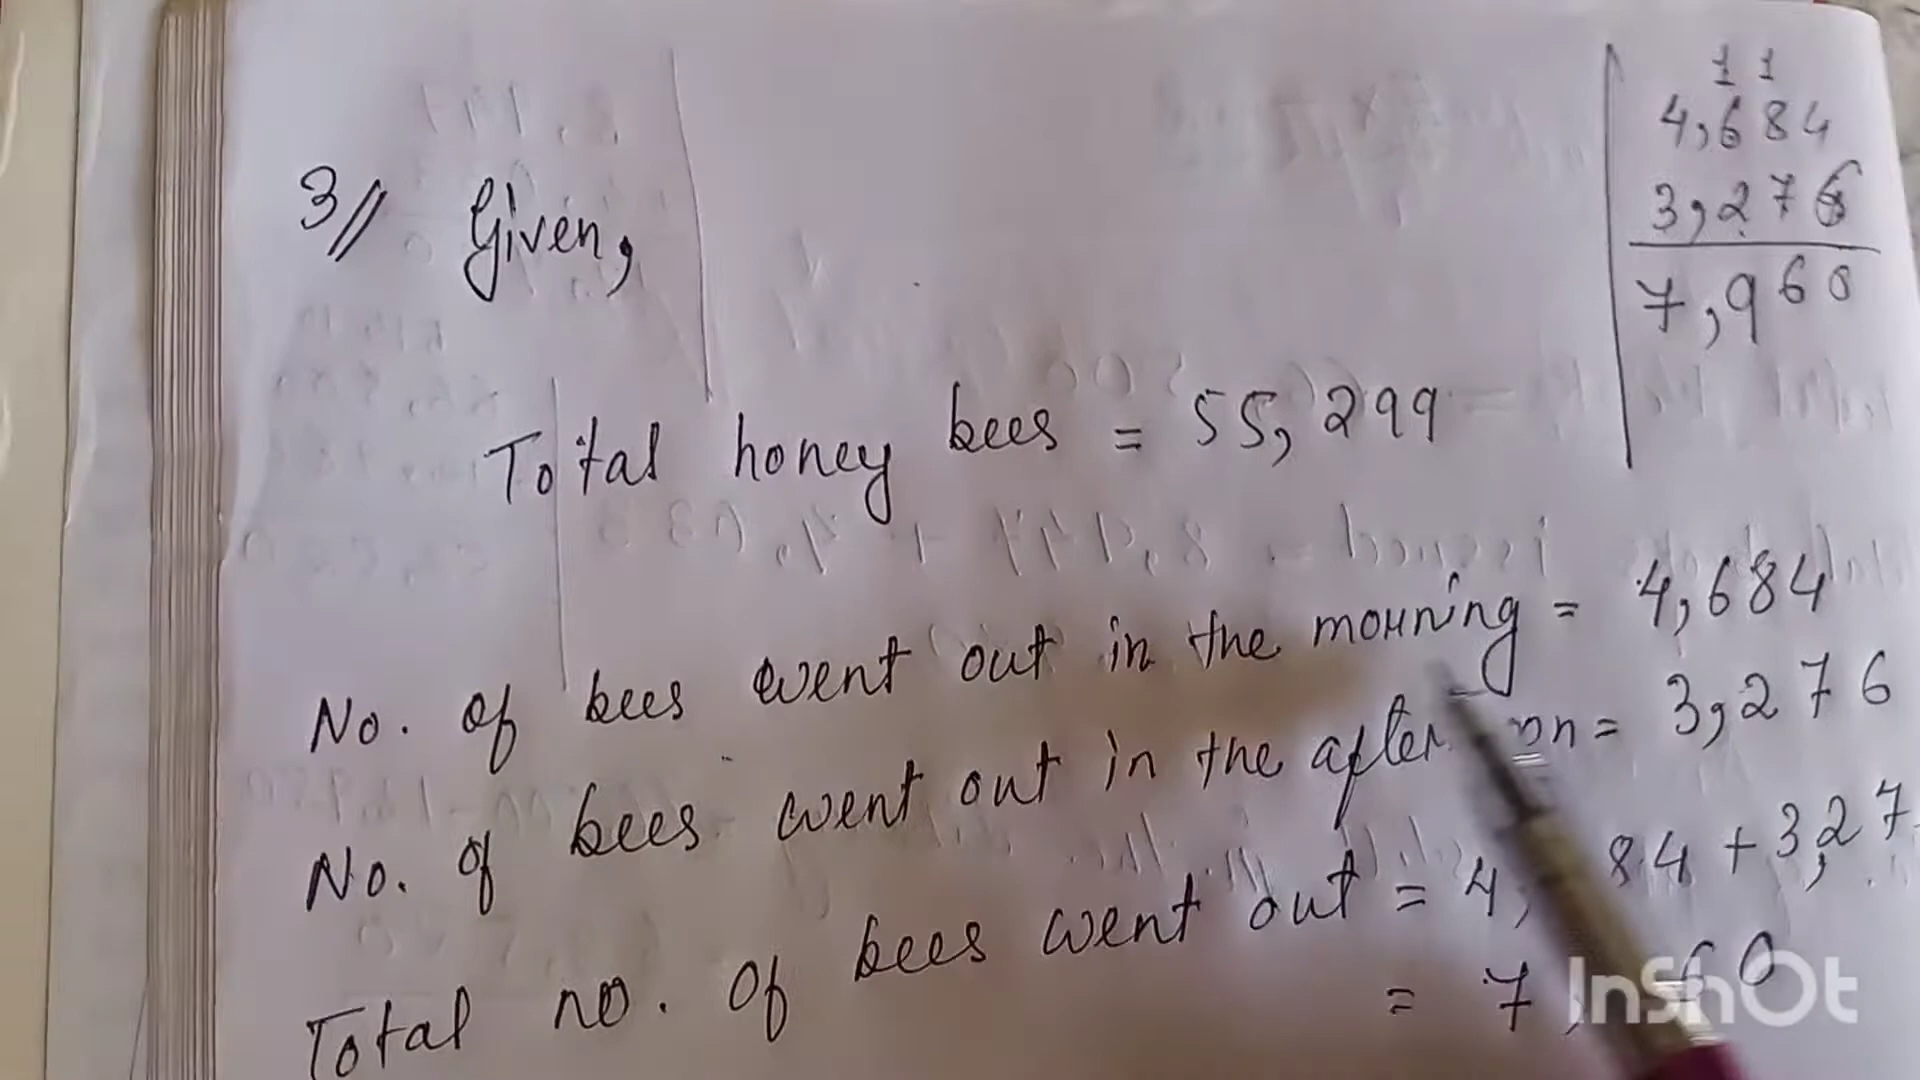 3// Given,
Total honey bees = 55,299
No. of bees went out in the morning = 4,684
No. of bees went out in the = 3,276
Total no. of bees went out = 4, 84 + 3,27
= 7, 60
1 1
4,684
3,276
7,960
InShOt